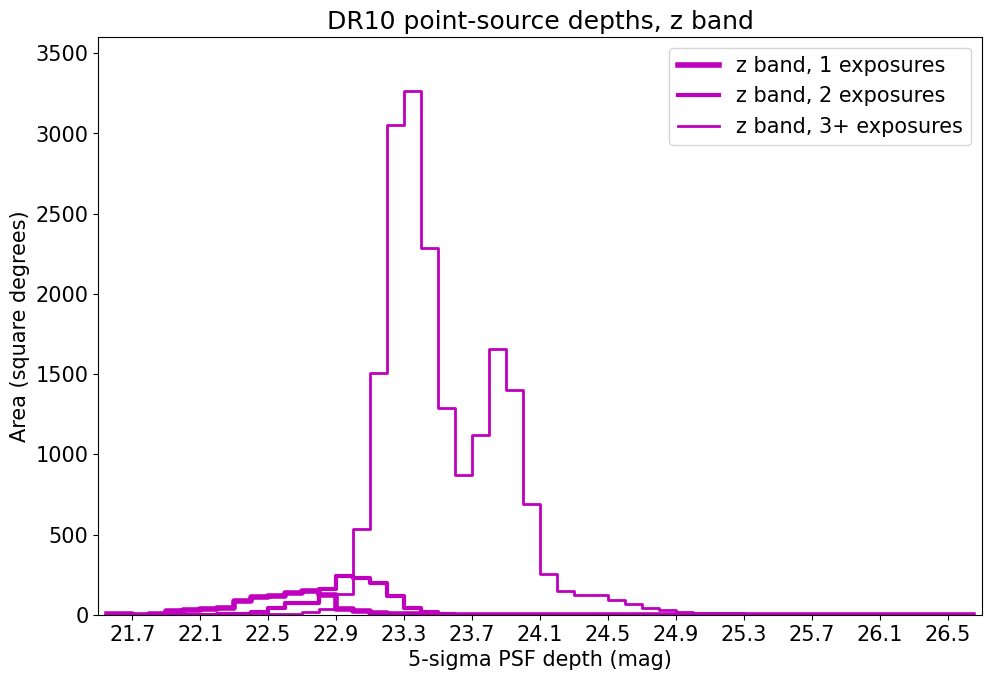 DR10 point-source depths, z band
z band, 1 exposures
z band, 2 exposures
z band, 3+ exposures
Area (square degrees)
3500
3000
2500
2000
1500
1000
500
0
21.7 22.1 22.5 22.9 23.3 23.7 24.1 24.5 24.9 25.3 25.7 26.1 26.5
5-sigma PSF depth (mag)